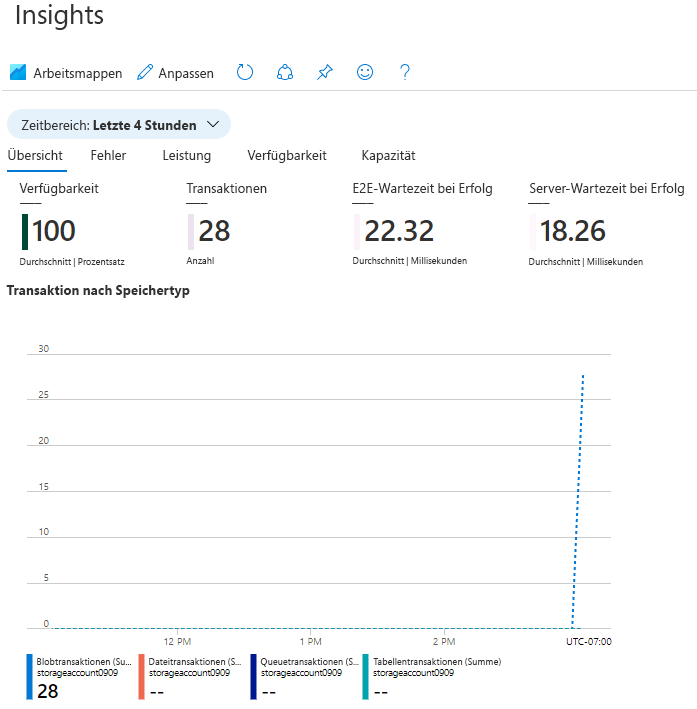 Insights
Arbeitsmappen Anpassen
Zeitbereich: Letzte 4 Stunden
Übersicht Fehler Leistung Verfügbarkeit Kapazität
Verfügbarkeit Transaktionen E2E-Wartezeit bei Erfolg Server-Wartezeit bei Erfolg
100 28 22.32 18.26
Durchschnitt | Prozentsatz Anzahl Durchschnitt | Millisekunden Durchschnitt | Millisekunden
Transaktion nach Speichertyp
30
25
20
15
10
5
0
12 PM 1 PM 2 PM UTC-07:00
Blobtransaktionen (Su... Dateitransaktionen (S... Queuetransaktionen (S... Tabellentransaktionen (Summe)
storageaccount0909 storageaccount0909 storageaccount0909 storageaccount0909
28 -- -- --